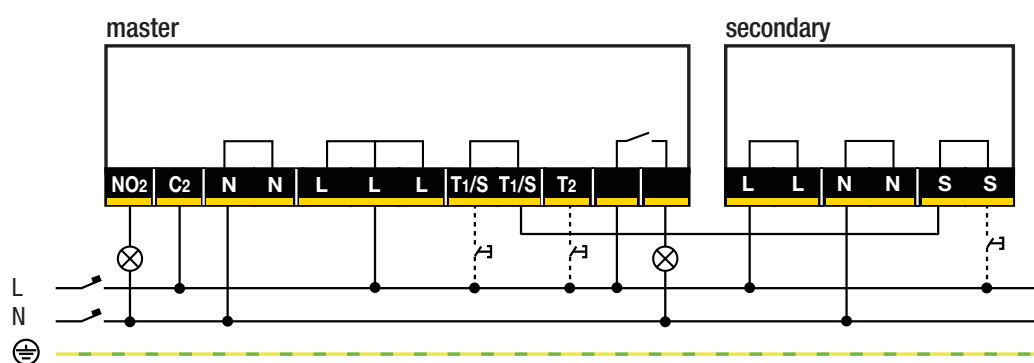 master secondary
NO2 C2 N N L L L T1/S T1/S T2 L L N N S S
L
N